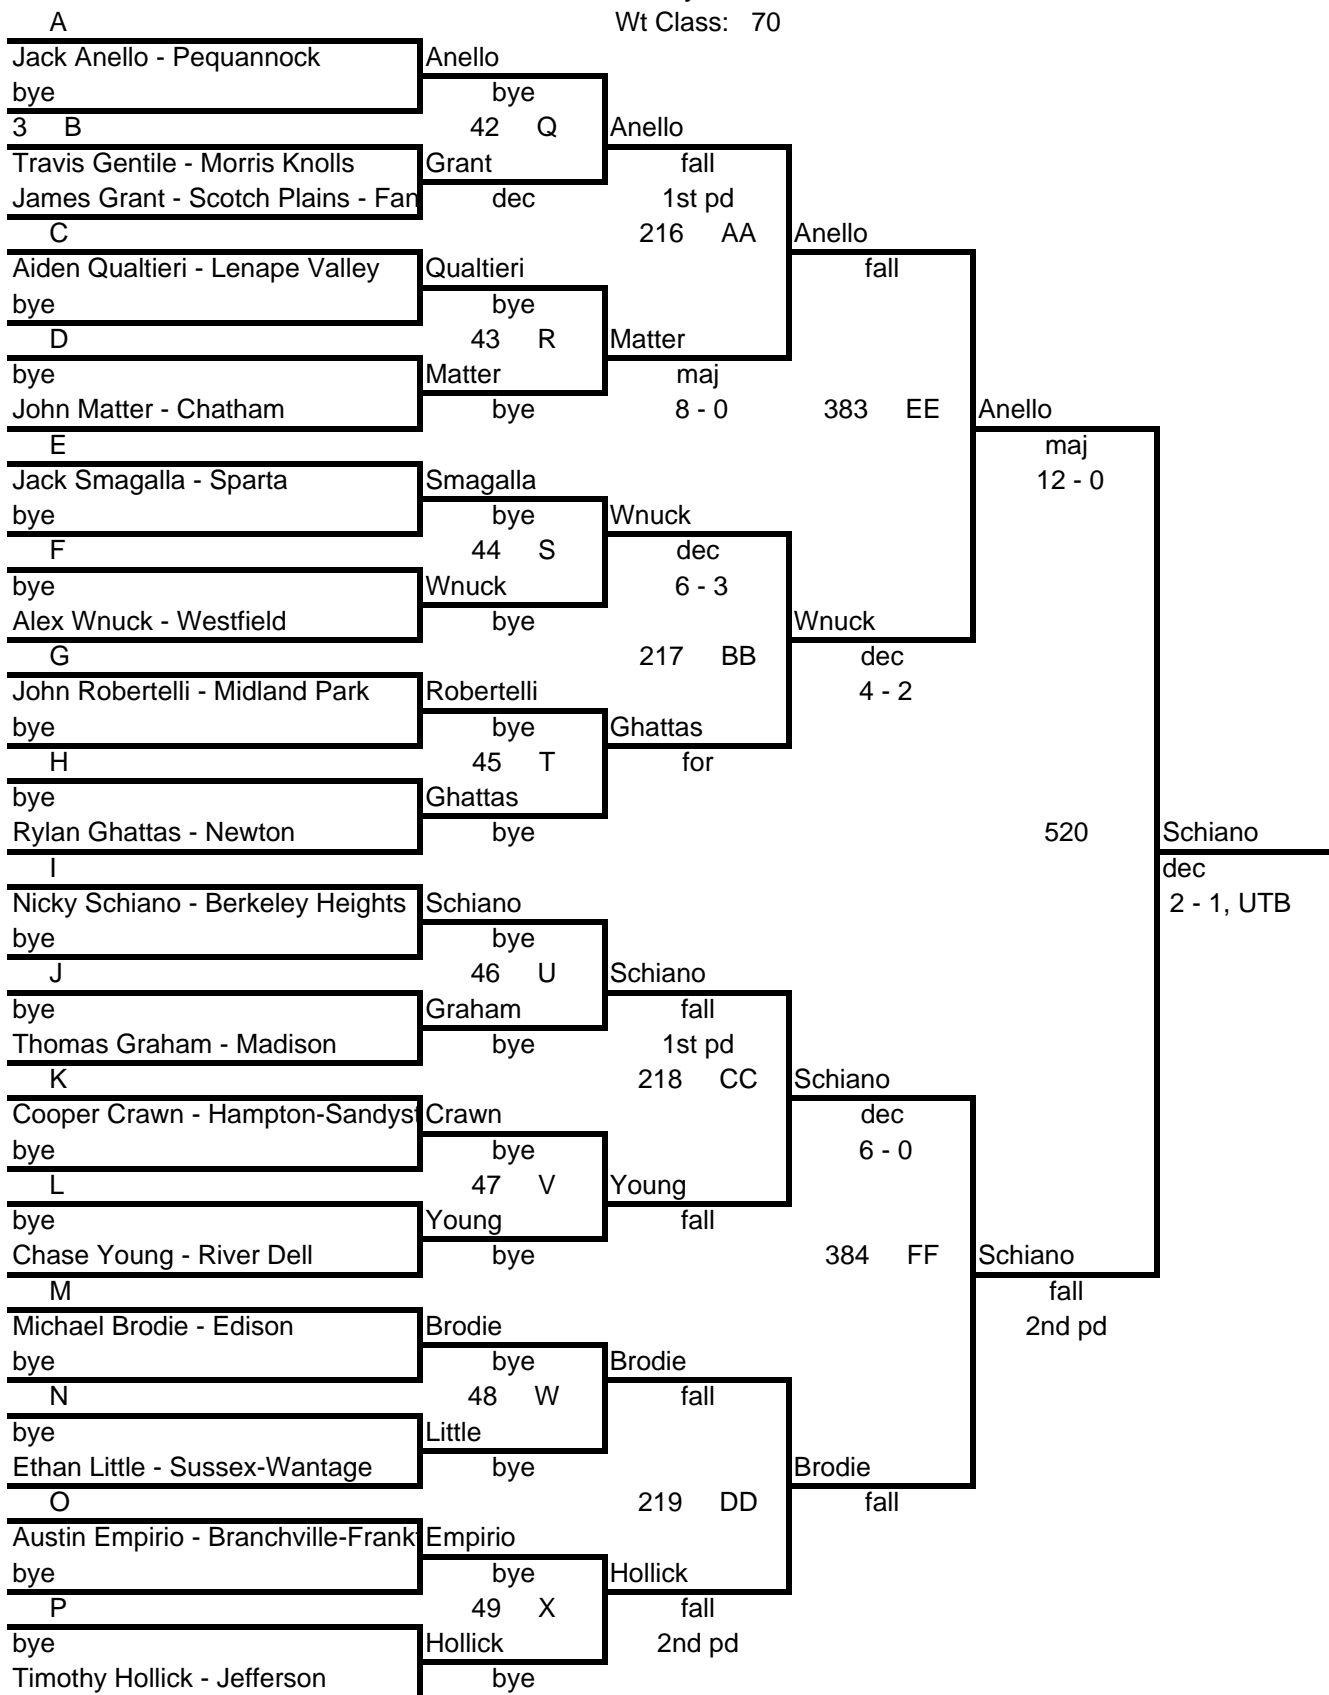 A
Wt Class: 70
Jack Anello - Pequannock
Anello
bye
bye
3 B
42 Q
Anello
Travis Gentile - Morris Knolls
Grant
fall
James Grant - Scotch Plains - Fan
dec
1st pd
C
216 AA
Anello
Aiden Qualtieri - Lenape Valley
Qualtieri
fall
bye
bye
D
43 R
Matter
bye
Matter
maj
John Matter - Chatham
bye
8 - 0
383 EE
Anello
E
maj
Jack Smagalla - Sparta
Smagalla
12 - 0
bye
bye
Wnuck
F
44 S
dec
bye
Wnuck
6 - 3
Alex Wnuck - Westfield
bye
Wnuck
G
217 BB
dec
John Robertelli - Midland Park
Robertelli
4 - 2
bye
bye
Ghattas
H
45 T
for
bye
Ghattas
Rylan Ghattas - Newton
bye
520
Schiano
I
dec
Nicky Schiano - Berkeley Heights
Schiano
2 - 1, UTB
bye
bye
J
46 U
Schiano
bye
Graham
fall
Thomas Graham - Madison
bye
1st pd
K
218 CC
Schiano
Cooper Crawn - Hampton-Sandyst
Crawn
dec
bye
bye
6 - 0
L
47 V
Young
bye
Young
fall
Chase Young - River Dell
bye
384 FF
Schiano
M
fall
Michael Brodie - Edison
Brodie
2nd pd
bye
bye
Brodie
N
48 W
fall
bye
Little
Ethan Little - Sussex-Wantage
bye
Brodie
O
219 DD
fall
Austin Empirio - Branchville-Frank
Empirio
bye
bye
Hollick
P
49 X
fall
bye
Hollick
2nd pd
Timothy Hollick - Jefferson
bye